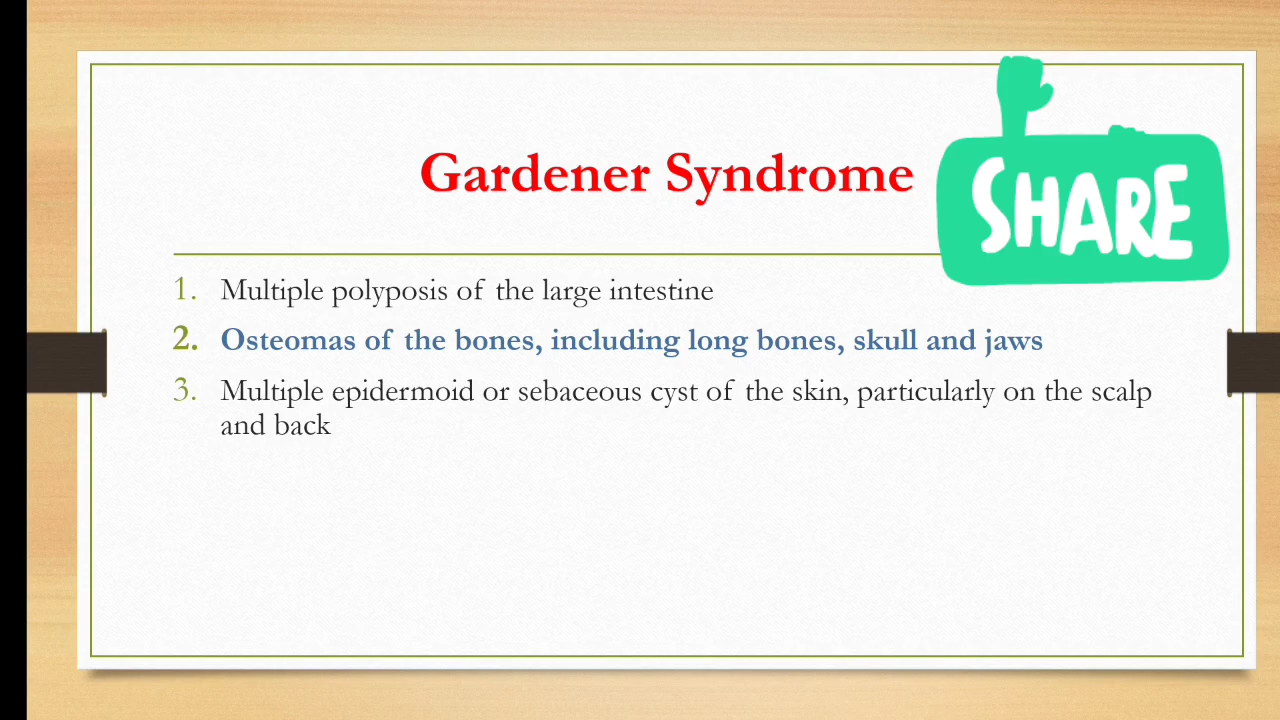 Gardener Syndrome
SHARE
1. Multiple polyposis of the large intestine
2. Osteomas of the bones, including long bones, skull and jaws
3. Multiple epidermoid or sebaceous cyst of the skin, particularly on the scalp
and back